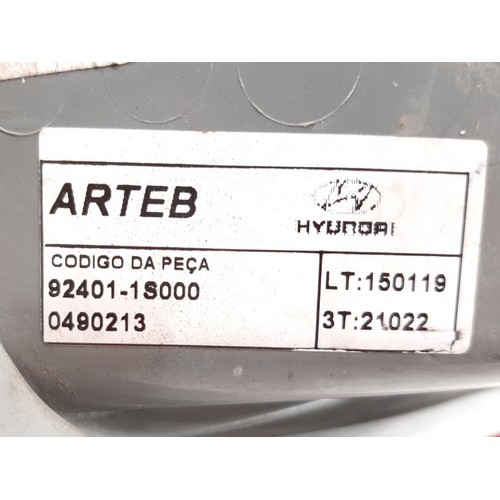 ARTEB
HYUNDAI
CODIGO DA PEÇA
92401-1S000
0490213
LT:150119
3T:21022